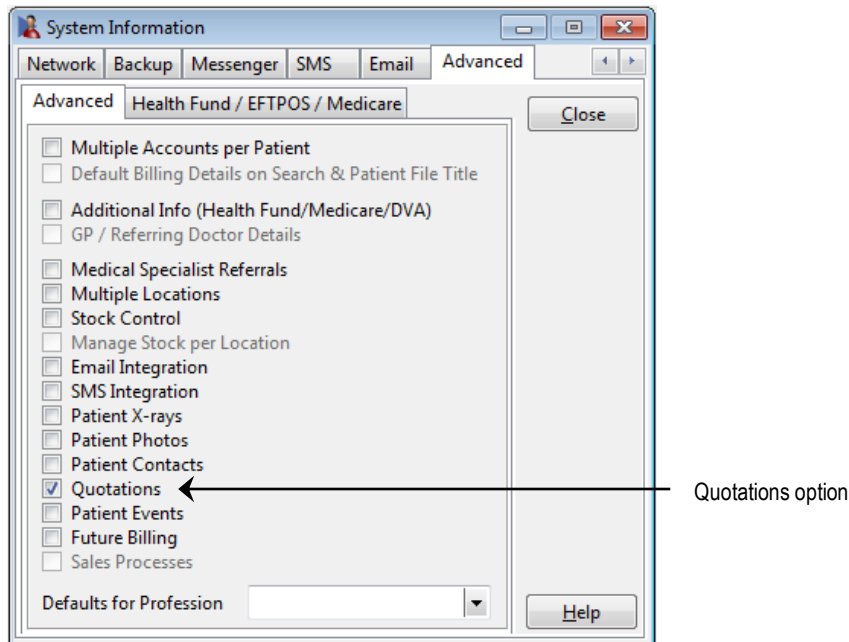 System Information
Network Backup Messenger SMS Email Advanced
Advanced Health Fund / EFTPOS / Medicare
Close
Multiple Accounts per Patient
Default Billing Details on Search & Patient File Title
Additional Info (Health Fund/Medicare/DVA)
GP / Referring Doctor Details
Medical Specialist Referrals
Multiple Locations
Stock Control
Manage Stock per Location
Email Integration
SMS Integration
Patient X-rays
Patient Photos
Patient Contacts
Quotations
Quotations option
Patient Events
Future Billing
Sales Processes
Defaults for Profession
Help